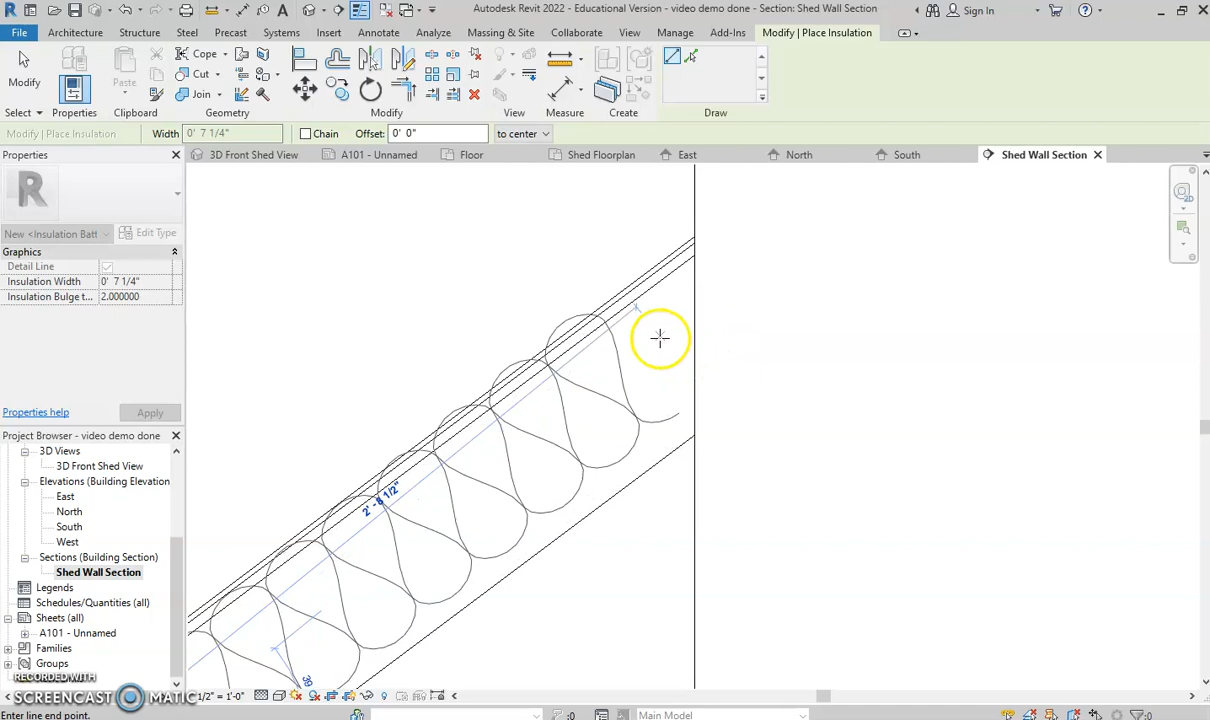 Autodesk Revit 2022 - Educational Version - video demo done - Section: Shed Wall Section
Sign In
File Architecture Structure Steel Precast Systems Insert Annotate Analyze Massing & Site Collaborate View Manage Add-Ins Modify | Place Insulation
Modify Paste Cope Cut Join
Select Properties Clipboard Geometry Modify View Measure Create Draw
Modify | Place Insulation Width 0' 7 1/4" Chain Offset: 0' 0" to center
Properties 3D Front Shed View A101 - Unnamed Floor Shed Floorplan East North South Shed Wall Section
New <Insulation Batt Edit Type
Graphics
Detail Line
Insulation Width 0' 7 1/4"
Insulation Bulge t... 2.000000
Properties help Apply
Project Browser - video demo done
3D Views
3D Front Shed View
Elevations (Building Elevation
East
North
South
West
Sections (Building Section)
Shed Wall Section
Legends
Schedules/Quantities (all)
Sheets (all)
A101 - Unnamed
Families
Groups
2' - 8 1/2"
2D
RECORDED WITH
SCREENCAST MATIC
1/2" = 1'-0"
Enter line end point.
:0
Main Model
:0